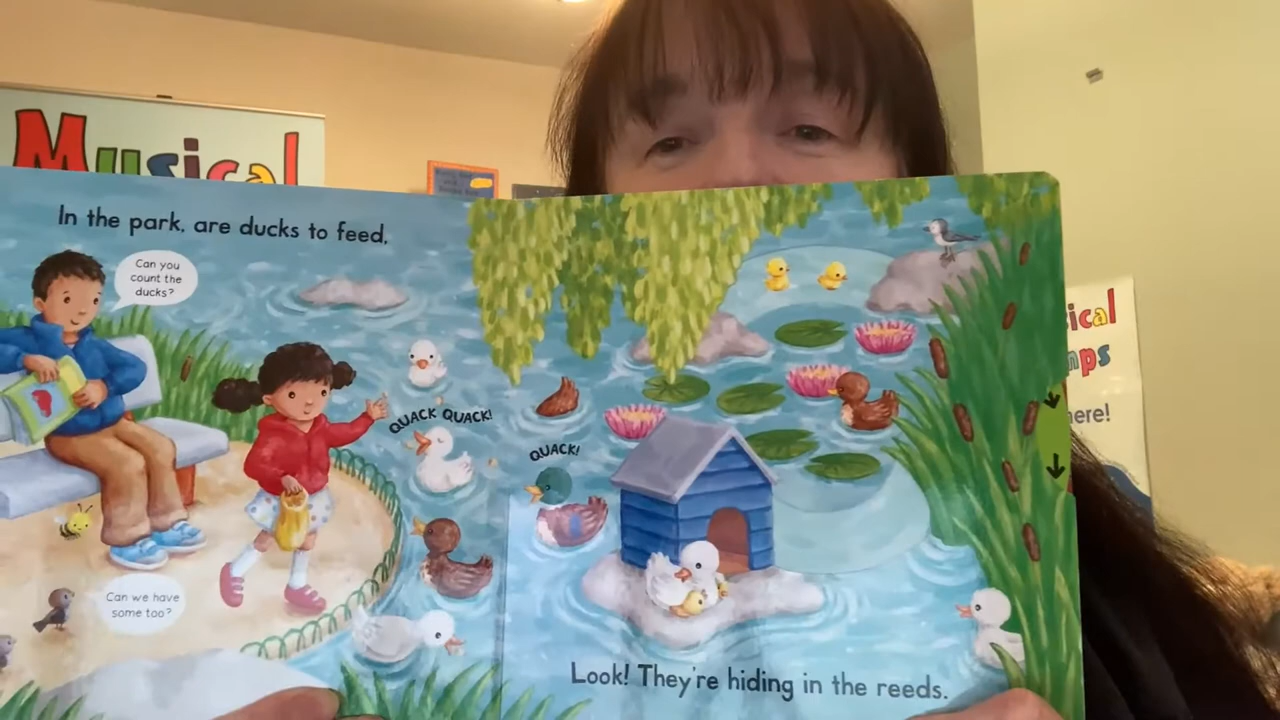 Musical
In the park, are ducks to feed,
Can you
count the
ducks?
QUACK QUACK!
QUACK!
Can we have
some too?
Look! They're hiding in the reeds.
ical
mps
here!